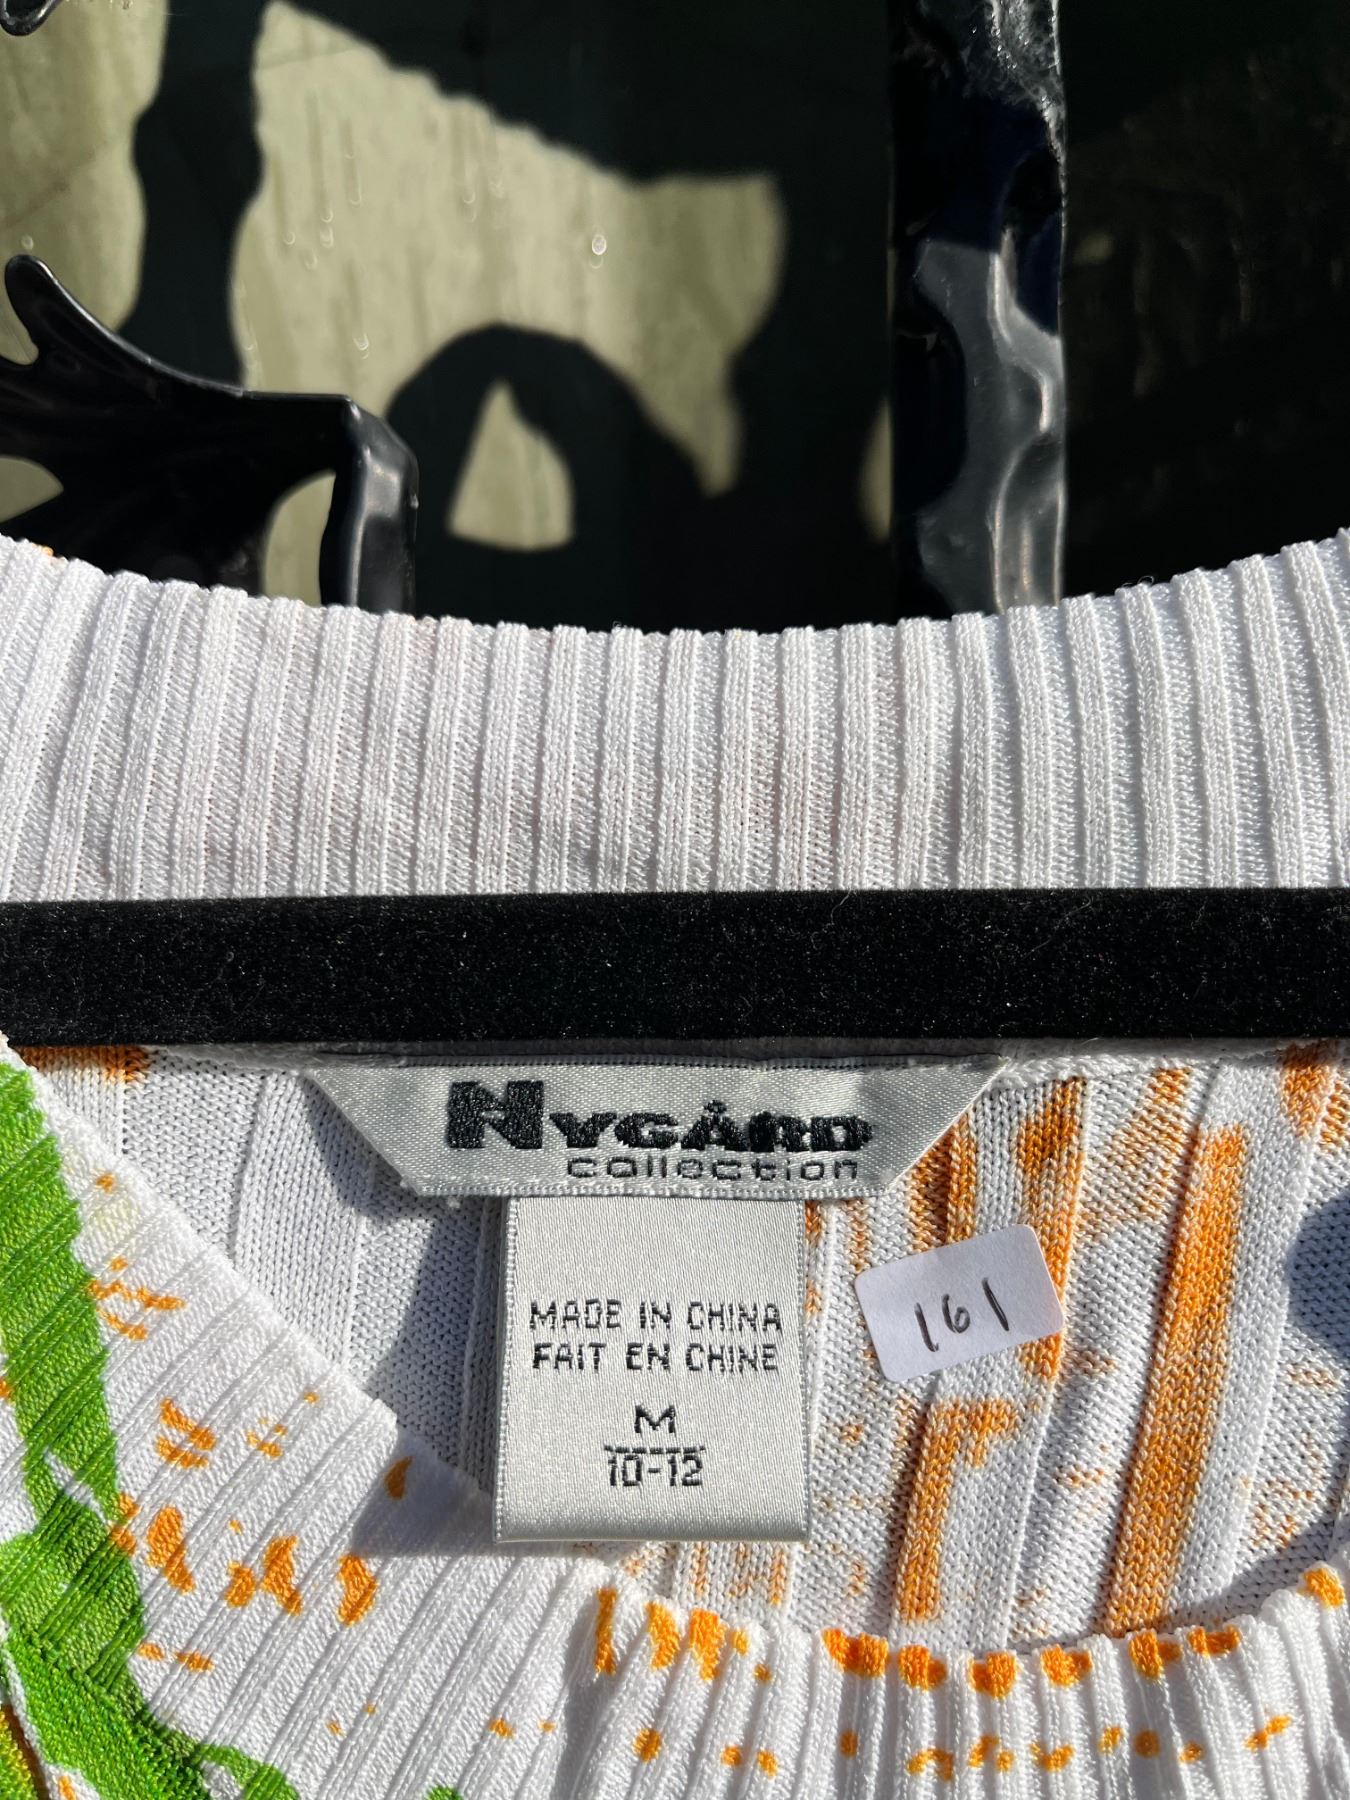 NYGÅRD
collection
MADE IN CHINA
FAIT EN CHINE
M
10-12
161